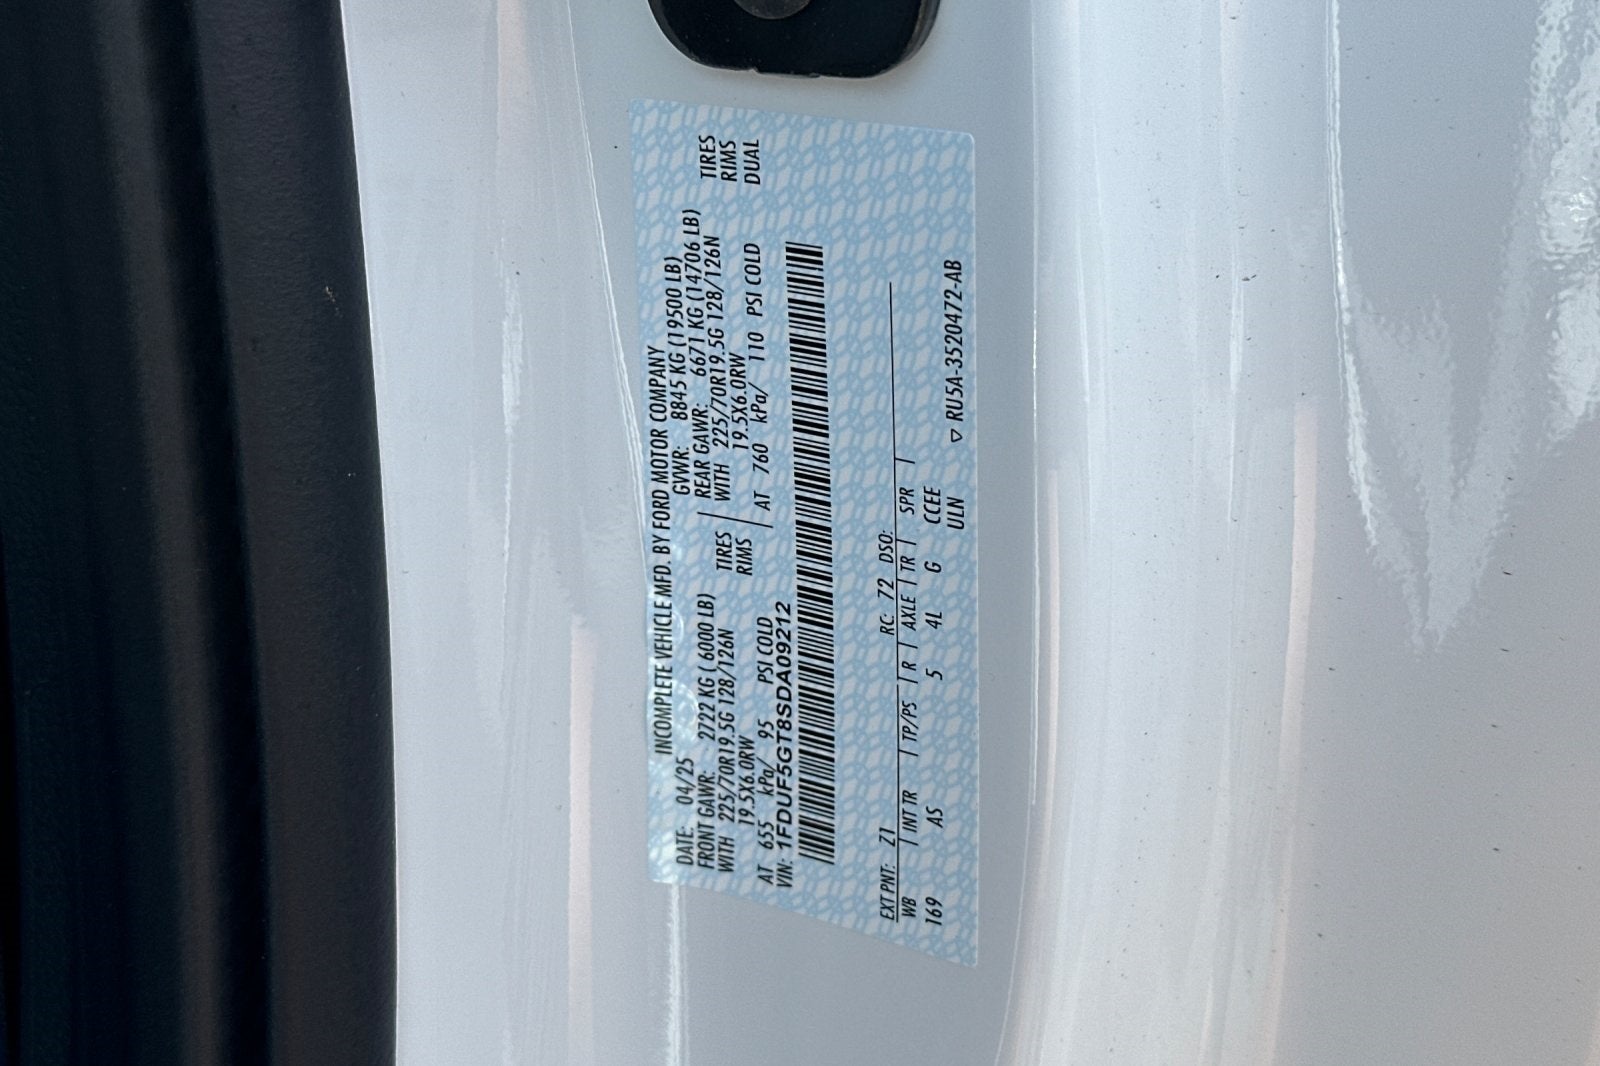 INCOMPLETE VEHICLE MFD. BY FORD MOTOR COMPANY
DATE: 04/25 GVWR: 8845 KG (19500 LB)
FRONT GAWR: 2722 KG ( 6000 LB) REAR GAWR: 6671 KG (14706 LB)
WITH 225/70R19.5G 128/126N TIRES WITH 225/70R19.5G 128/126N TIRES
19.5X6.0RW RIMS 19.5X6.0RW RIMS
AT 655 kPa/ 95 PSI COLD AT 760 kPa/ 110 PSI COLD DUAL
VIN: 1FDUF5GT8SDA09212
EXT PNT: Z1 RC: 72 DSO:
WB | INT TR | TP/PS | R | AXLE | TR | SPR |
169 AS 5 4L G CCEE
ULN ▽ RU5A-3520472-AB